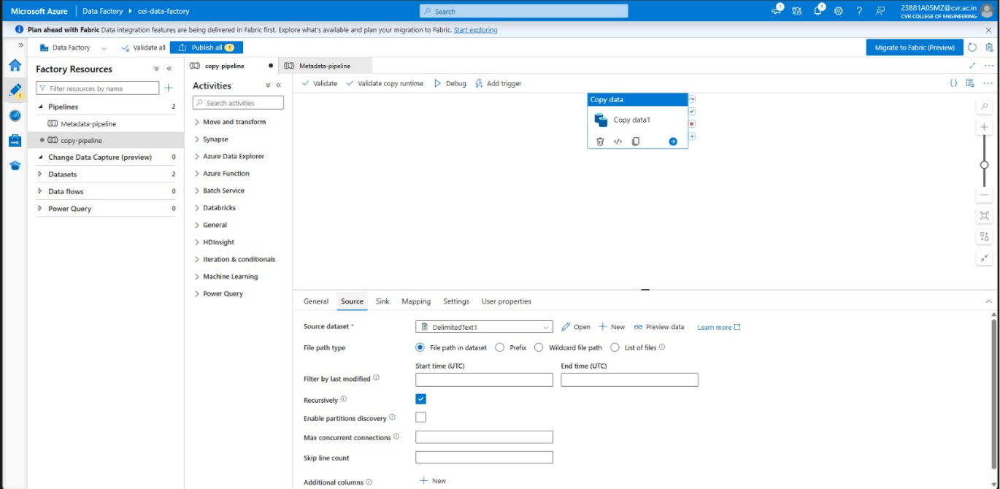 Microsoft Azure Data Factory cei-data-factory Search 1 1 ? 23B81A05MZ@cvr.ac.in
CVR COLLEGE OF ENGINEERING
Plan ahead with Fabric Data integration features are being delivered in Fabric first. Explore what's available and plan your migration to Fabric. Start exploring
Data Factory Validate all Publish all 1 Migrate to Fabric (Preview)
Factory Resources
Filter resources by name
Pipelines 2
Metadata-pipeline
copy-pipeline
Change Data Capture (preview) 0
Datasets 2
Data flows 0
Power Query 0
1
copy-pipeline Metadata-pipeline
Activities
Search activities
Move and transform
Synapse
Azure Data Explorer
Azure Function
Batch Service
Databricks
General
HDInsight
Iteration & conditionals
Machine Learning
Power Query
Validate Validate copy runtime Debug Add trigger
Copy data
Copy data1
General Source Sink Mapping Settings User properties
Source dataset * DelimitedText1 Open New Preview data Learn more
File path type File path in dataset Prefix Wildcard file path List of files
Start time (UTC) End time (UTC)
Filter by last modified
Recursively
Enable partitions discovery
Max concurrent connections
Skip line count
Additional columns New